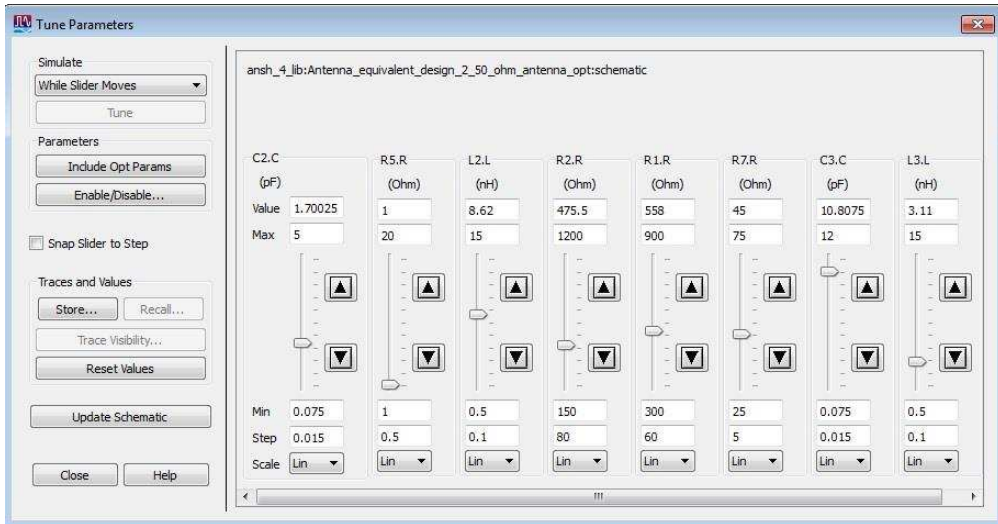 Tune Parameters
Simulate
While Slider Moves
Tune
Parameters
Include Opt Params
Enable/Disable...
Snap Slider to Step
Traces and Values
Store... Recall...
Trace Visibility...
Reset Values
Update Schematic
Close Help
ansh_4_lib:Antenna_equivalent_design_2_50_ohm_antenna_opt:schematic
C2.C R5.R L2.L R2.R R1.R R7.R C3.C L3.L
(pF) (Ohm) (nH) (Ohm) (Ohm) (Ohm) (pF) (nH)
Value 1.70025 1 8.62 475.5 558 45 10.8075 3.11
Max 5 20 15 1200 900 75 12 15
Min 0.075 1 0.5 150 300 25 0.075 0.5
Step 0.015 0.5 0.1 80 60 5 0.015 0.1
Scale Lin Lin Lin Lin Lin Lin Lin Lin